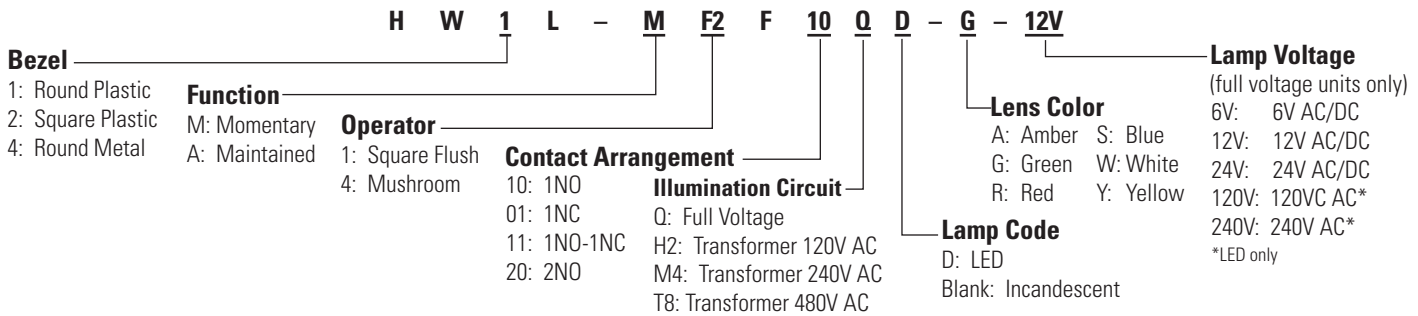 H W 1 L – M F2 F 10 Q D – G – 12V
Bezel
1: Round Plastic
2: Square Plastic
4: Round Metal
Function
M: Momentary
A: Maintained
Operator
1: Square Flush
4: Mushroom
Contact Arrangement
10: 1NO
01: 1NC
11: 1NO-1NC
20: 2NO
Illumination Circuit
Q: Full Voltage
H2: Transformer 120V AC
M4: Transformer 240V AC
T8: Transformer 480V AC
Lamp Code
D: LED
Blank: Incandescent
Lens Color
A: Amber S: Blue
G: Green W: White
R: Red Y: Yellow
Lamp Voltage
(full voltage units only)
6V: 6V AC/DC
12V: 12V AC/DC
24V: 24V AC/DC
120V: 120VC AC*
240V: 240V AC*
*LED only